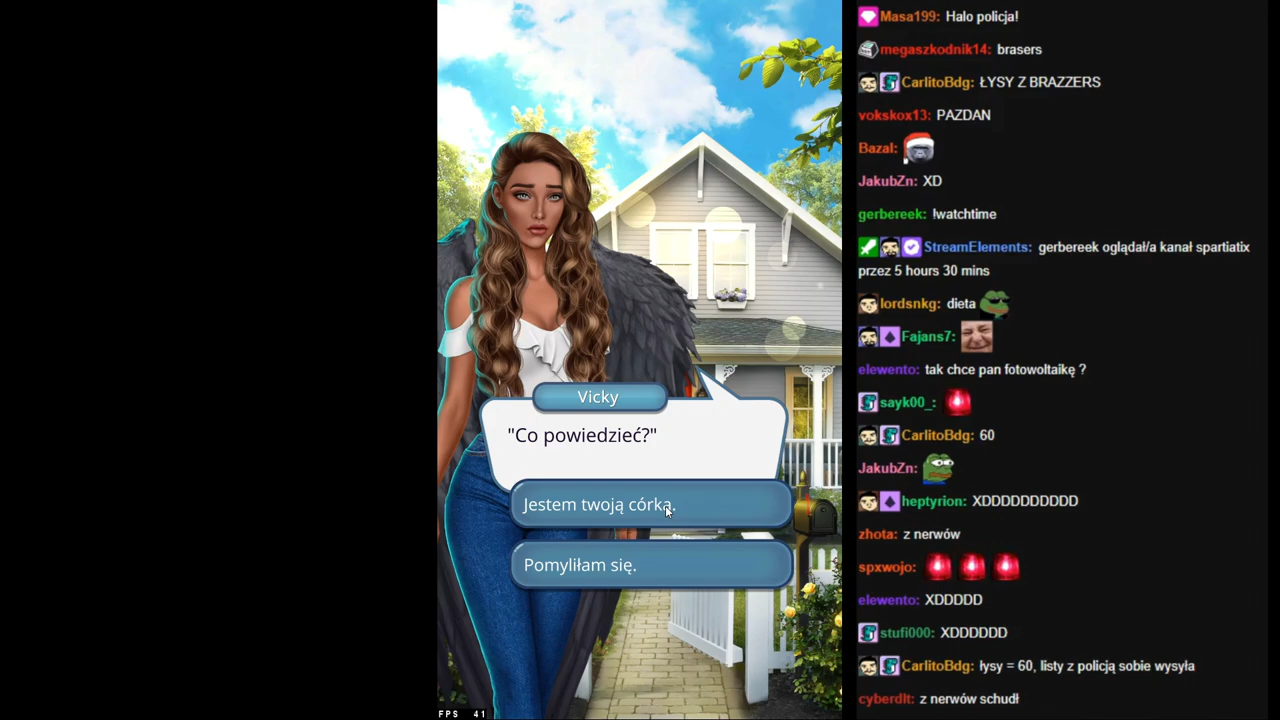 Vicky
"Co powiedzieć?"
Jestem twoją córką.
Pomyliłam się.
FPS 41
Masa199: Halo policja!
megaszkodnik14: brasers
CarlitoBdg: ŁYSY Z BRAZZERS
vokskox13: PAZDAN
Bazal:
JakubZn: XD
gerbereek: !watchtime
StreamElements: gerbereek oglądał/a kanał spartiatix
przez 5 hours 30 mins
lordsnkg: dieta
Fajans7:
elewento: tak chce pan fotowoltaikę ?
sayk00_:
CarlitoBdg: 60
JakubZn:
heptyrion: XDDDDDDDDDD
zhota: z nerwów
spxwojo:
elewento: XDDDDD
stufi000: XDDDDDD
CarlitoBdg: łysy = 60, listy z policją sobie wysyła
cyberdlt: z nerwów schudł